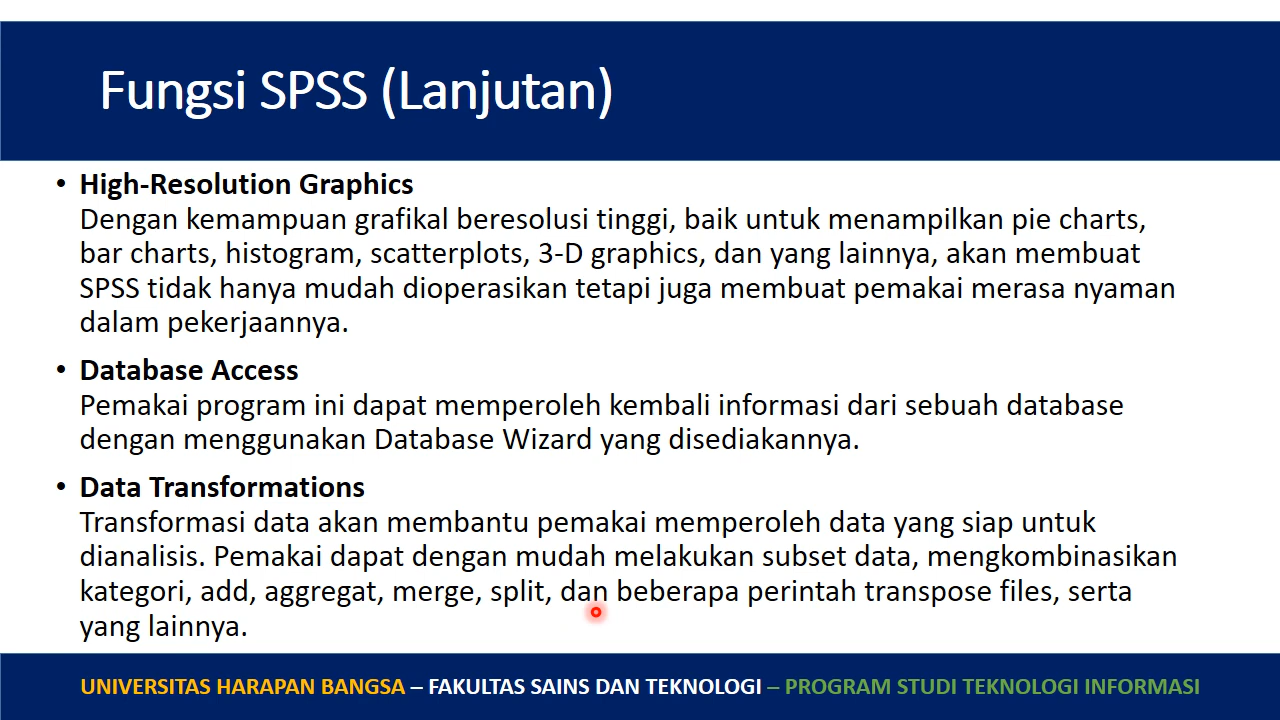 Fungsi SPSS (Lanjutan)
• High-Resolution Graphics
Dengan kemampuan grafikal beresolusi tinggi, baik untuk menampilkan pie charts,
bar charts, histogram, scatterplots, 3-D graphics, dan yang lainnya, akan membuat
SPSS tidak hanya mudah dioperasikan tetapi juga membuat pemakai merasa nyaman
dalam pekerjaannya.
• Database Access
Pemakai program ini dapat memperoleh kembali informasi dari sebuah database
dengan menggunakan Database Wizard yang disediakannya.
• Data Transformations
Transformasi data akan membantu pemakai memperoleh data yang siap untuk
dianalisis. Pemakai dapat dengan mudah melakukan subset data, mengkombinasikan
kategori, add, aggregat, merge, split, dan beberapa perintah transpose files, serta
yang lainnya.
UNIVERSITAS HARAPAN BANGSA – FAKULTAS SAINS DAN TEKNOLOGI – PROGRAM STUDI TEKNOLOGI INFORMASI